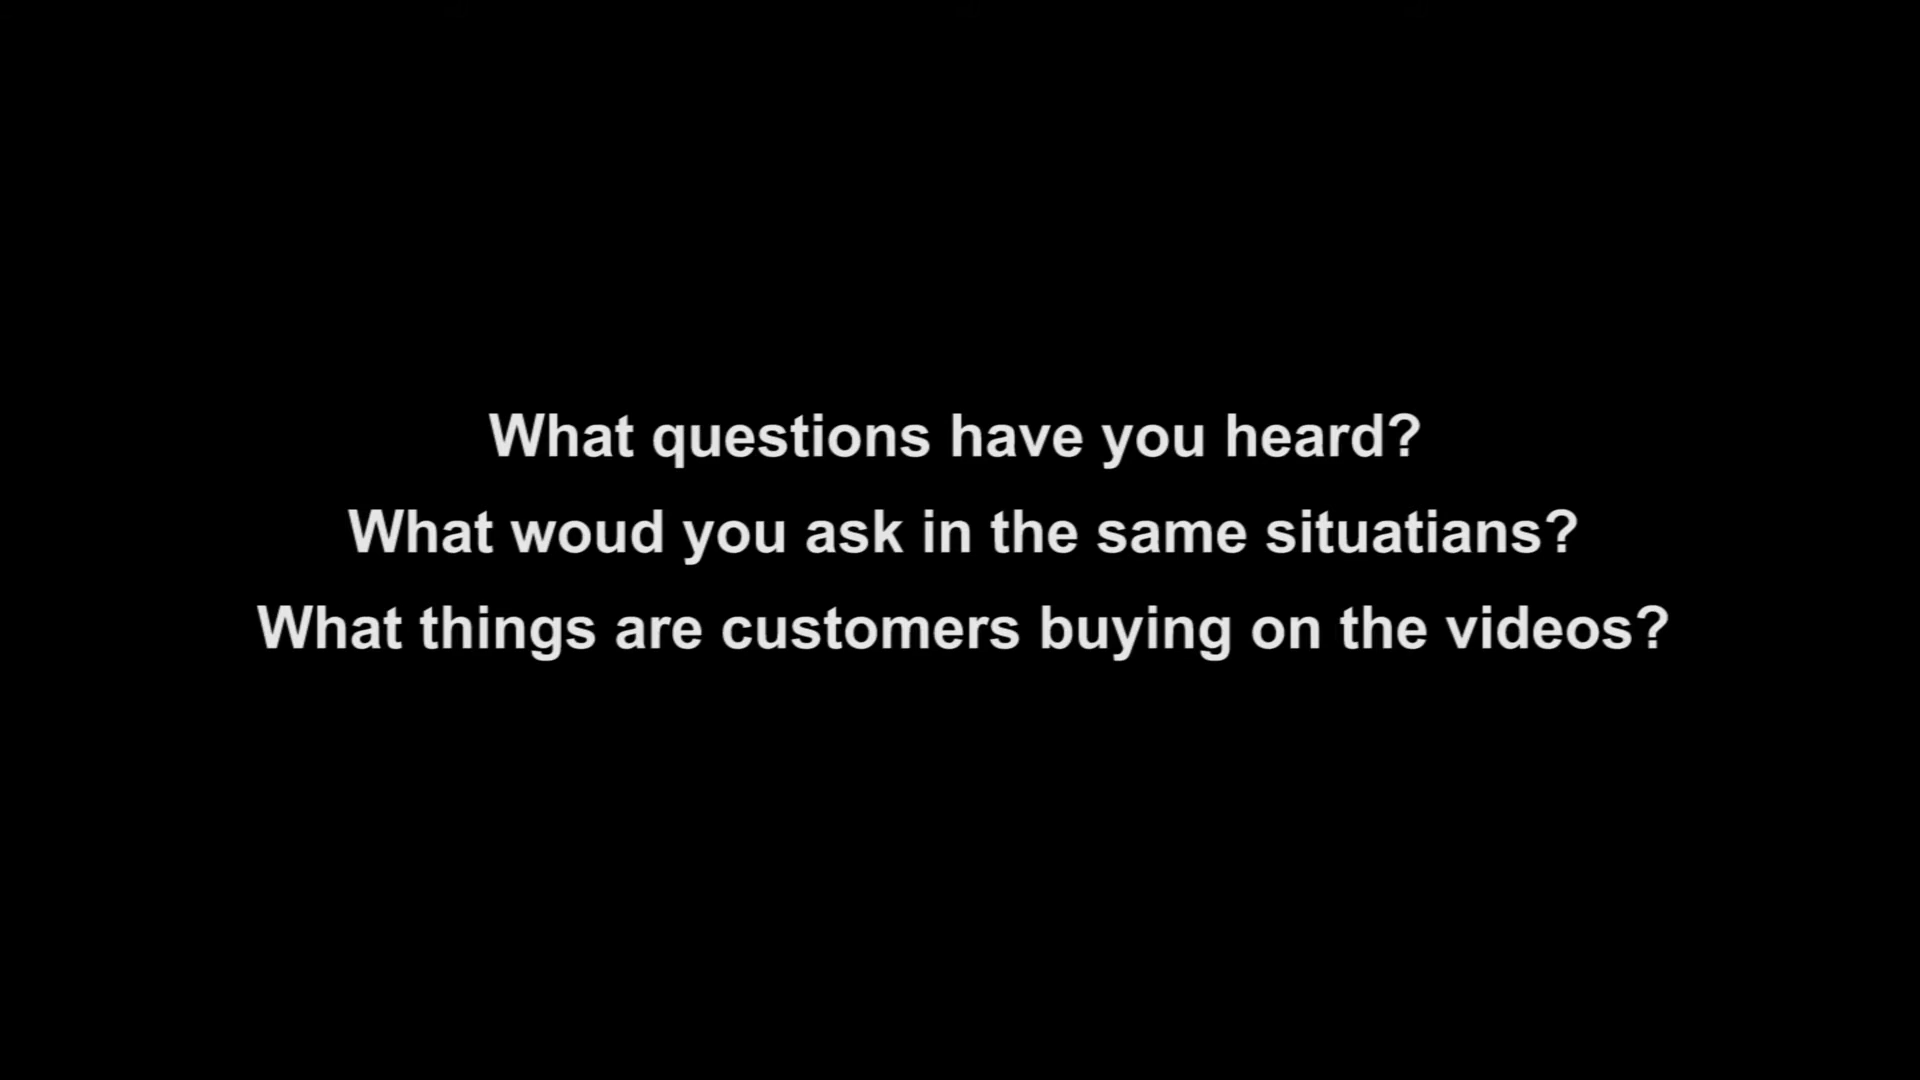 What questions have you heard?
What woud you ask in the same situatians?
What things are customers buying on the videos?